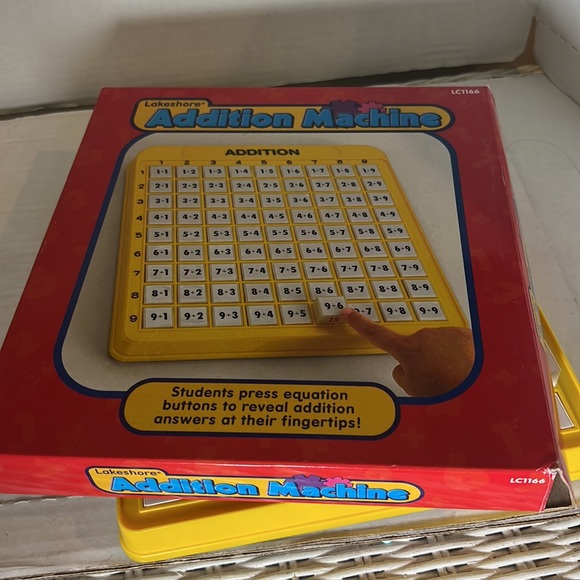 LC1166
Lakeshore
Addition Machine
ADDITION
1 2 3 4 5 6 7 8 9
1 1+1 1+2 1+3 1+4 1+5 1+6 1+7 1+8 1+9
2 2+1 2+2 2+3 2+4 2+5 2+6 2+7 2+8 2+9
3 3+1 3+2 3+3 3+4 3+5 3+6 3+7 3+8 3+9
4 4+1 4+2 4+3 4+4 4+5 4+6 4+7 4+8 4+9
5 5+1 5+2 5+3 5+4 5+5 5+6 5+7 5+8 5+9
6 6+1 6+2 6+3 6+4 6+5 6+6 6+7 6+8 6+9
7 7+1 7+2 7+3 7+4 7+5 7+6 7+7 7+8 7+9
8 8+1 8+2 8+3 8+4 8+5 8+6 8+7 8+8 8+9
9 9+1 9+2 9+3 9+4 9+5 9+6 9+7 9+8 9+9
Students press equation
buttons to reveal addition
answers at their fingertips!
Lakeshore
Addition Machine
LC1166